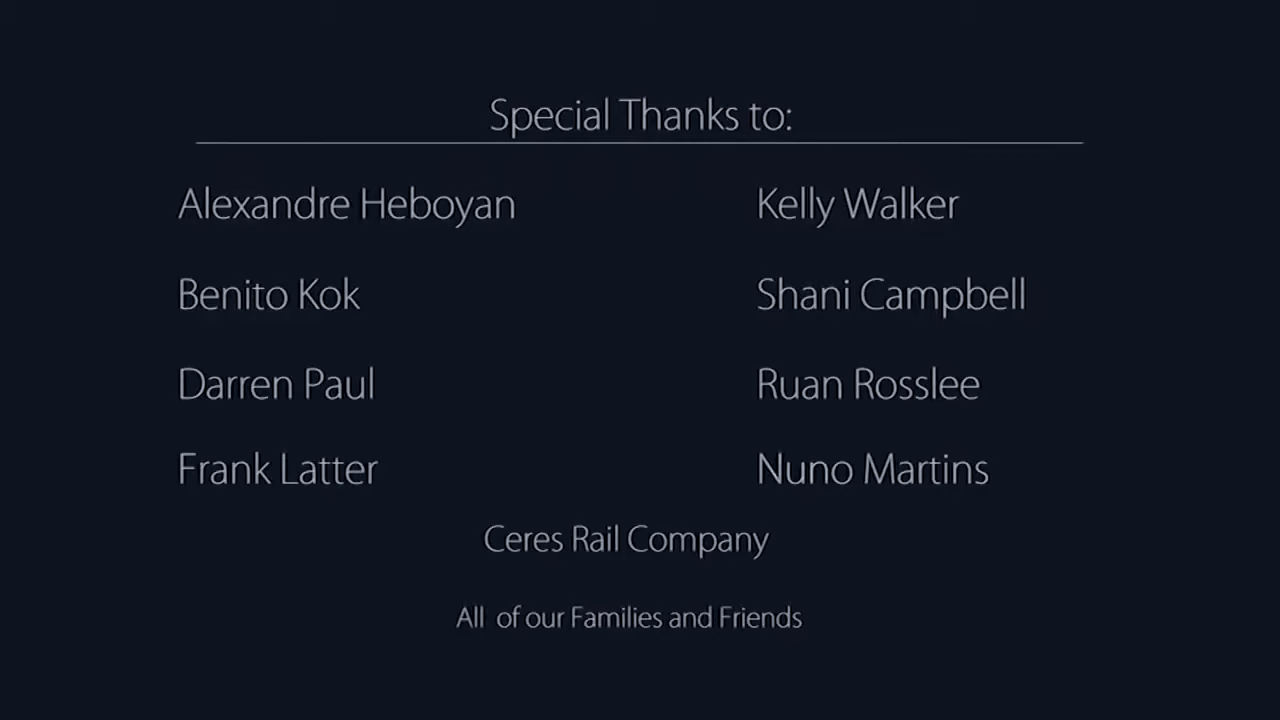 Special Thanks to:
Alexandre Heboyan
Kelly Walker
Benito Kok
Shani Campbell
Darren Paul
Ruan Rosslee
Frank Latter
Nuno Martins
Ceres Rail Company
All of our Families and Friends